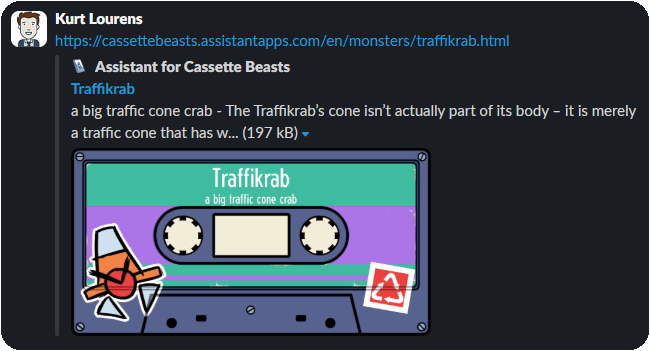 Kurt Lourens
https://cassettebeasts.assistantapps.com/en/monsters/traffikrab.html
Assistant for Cassette Beasts
Traffikrab
a big traffic cone crab - The Traffikrab’s cone isn’t actually part of its body – it is merely
a traffic cone that has w... (197 kB)
Traffikrab
a big traffic cone crab